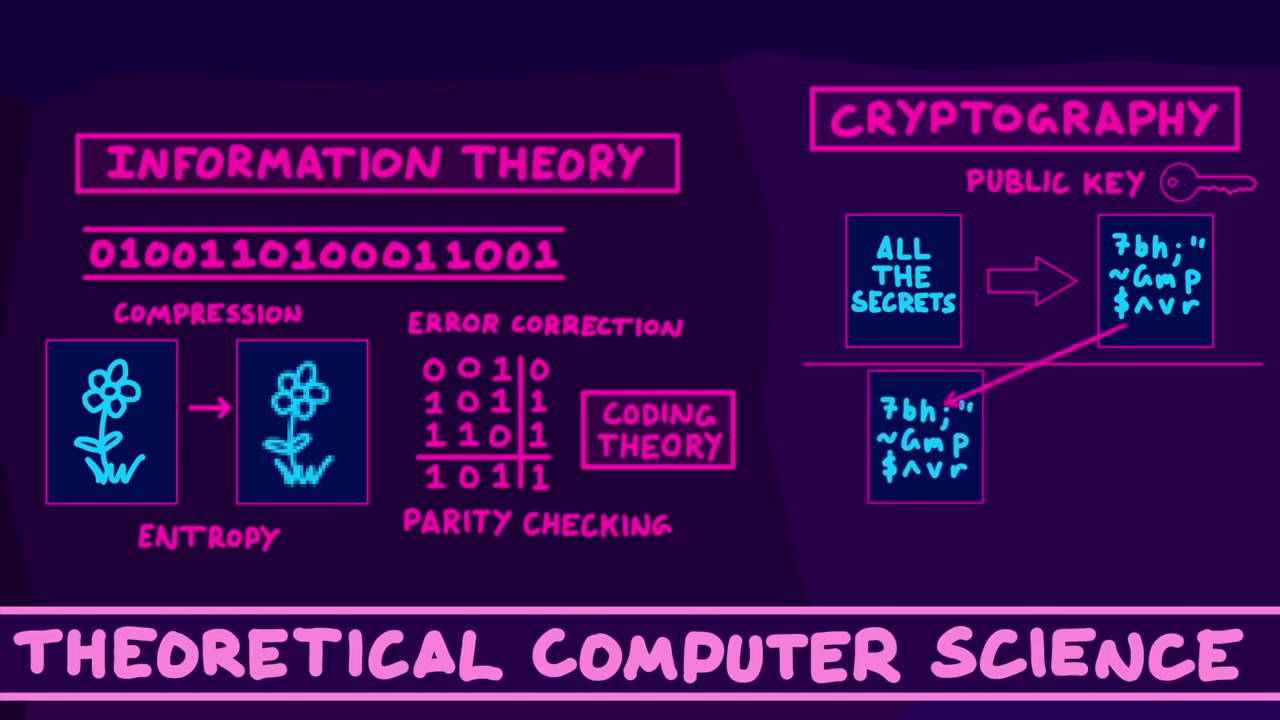 INFORMATION THEORY
0100110100011001
COMPRESSION
ENTROPY
ERROR CORRECTION
0 0 1 0
1 0 1 1
1 1 0 1
1 0 1 1
PARITY CHECKING
CODING
THEORY
CRYPTOGRAPHY
PUBLIC KEY
ALL
THE
SECRETS
7bh;"
~Gmp
$^vr
7bh;"
~Gmp
$^vr
THEORETICAL COMPUTER SCIENCE